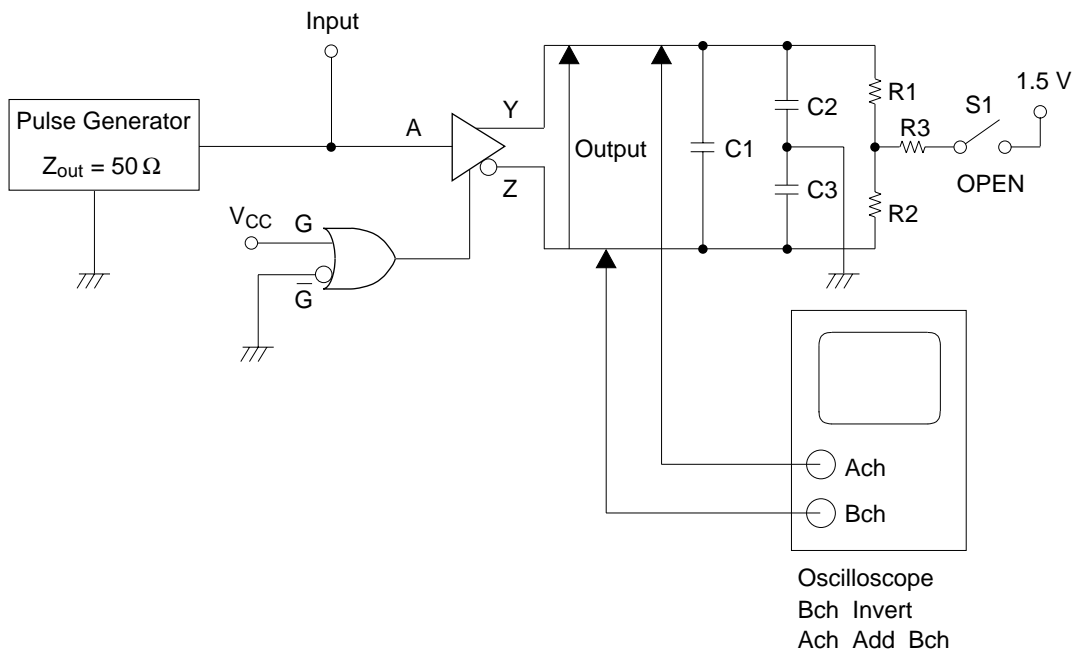 Input
Pulse Generator
Zout = 50 Ω
A
Y
Z
Output
VCC
G
G̅
C1
C2
C3
R1
R2
R3
S1
1.5 V
OPEN
Ach
Bch
Oscilloscope
Bch Invert
Ach Add Bch